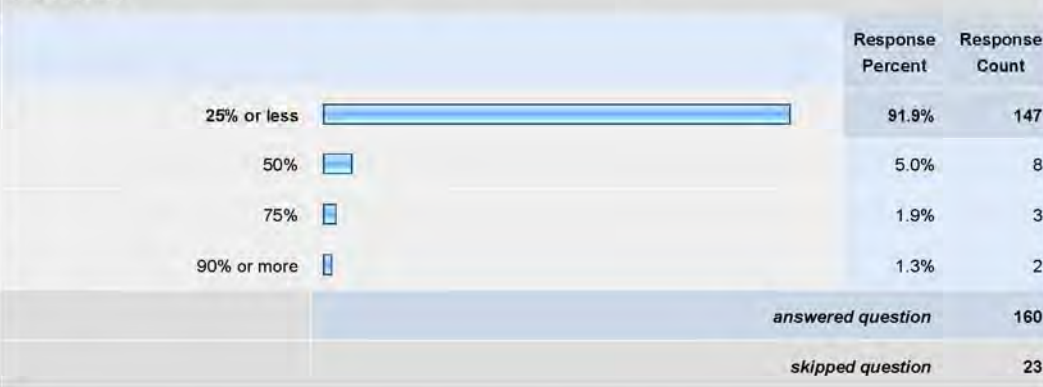 Response Percent Response Count
25% or less 91.9% 147
50% 5.0% 8
75% 1.9% 3
90% or more 1.3% 2
answered question 160
skipped question 23